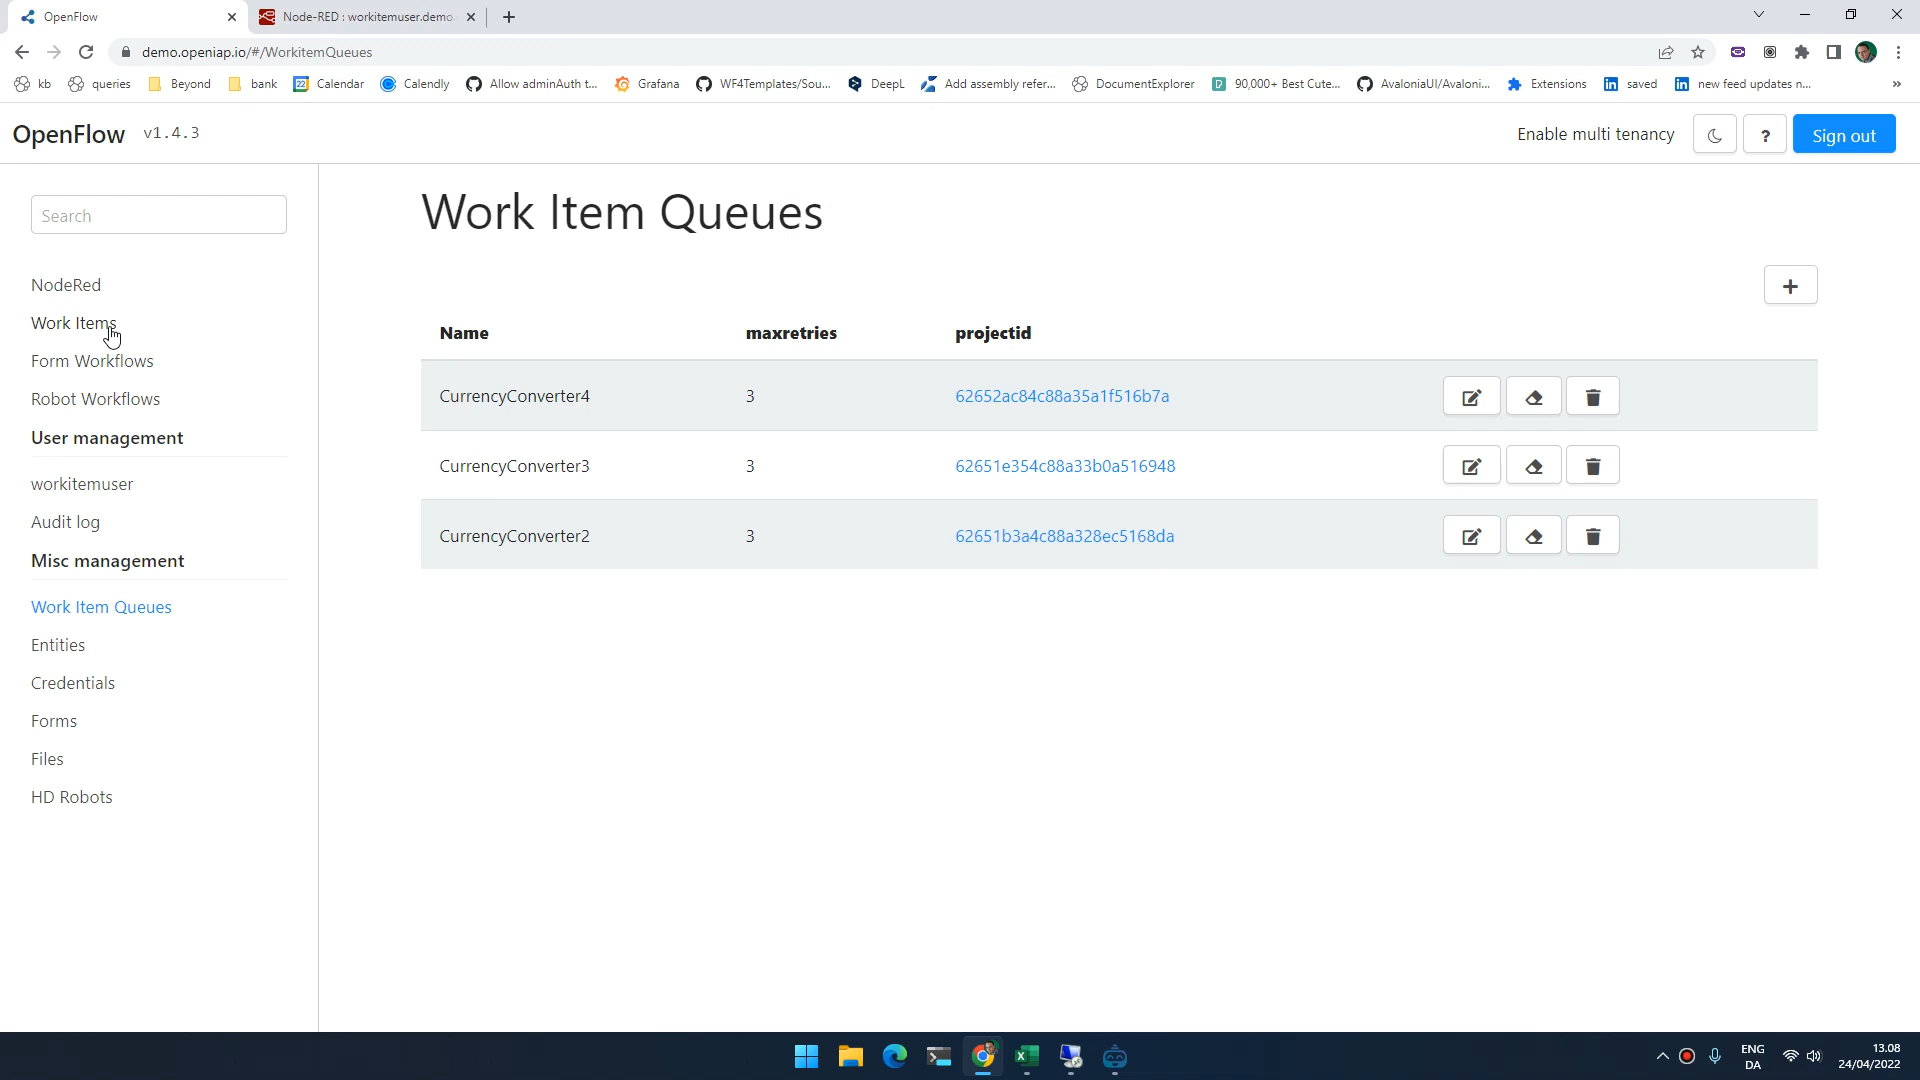 OpenFlow
Node-RED : workitemuser.demo.
demo.openiap.io/#/WorkitemQueues
kb
queries
Beyond
bank
22
Calendar
Calendly
Allow adminAuth t...
Grafana
WF4Templates/Sou...
DeepL
Add assembly refer...
DocumentExplorer
90,000+ Best Cute...
AvaloniaUI/Avaloni...
Extensions
saved
new feed updates n...
»
OpenFlow v1.4.3
Enable multi tenancy
?
Sign out
Search
NodeRed
Work Items
Form Workflows
Robot Workflows
User management
workitemuser
Audit log
Misc management
Work Item Queues
Entities
Credentials
Forms
Files
HD Robots
Work Item Queues
+
Name maxretries projectid
CurrencyConverter4 3 62652ac84c88a35a1f516b7a
CurrencyConverter3 3 62651e354c88a33b0a516948
CurrencyConverter2 3 62651b3a4c88a328ec5168da
ENG
DA
13.08
24/04/2022